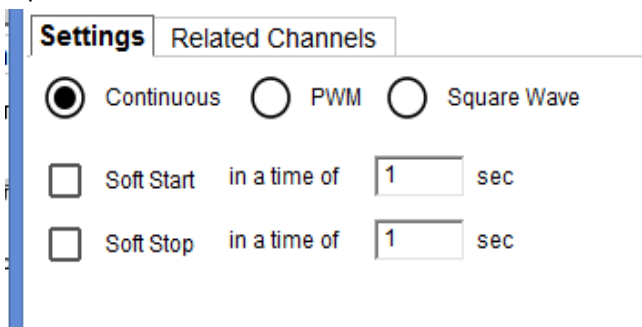 Settings Related Channels
Continuous PWM Square Wave
Soft Start in a time of 1 sec
Soft Stop in a time of 1 sec